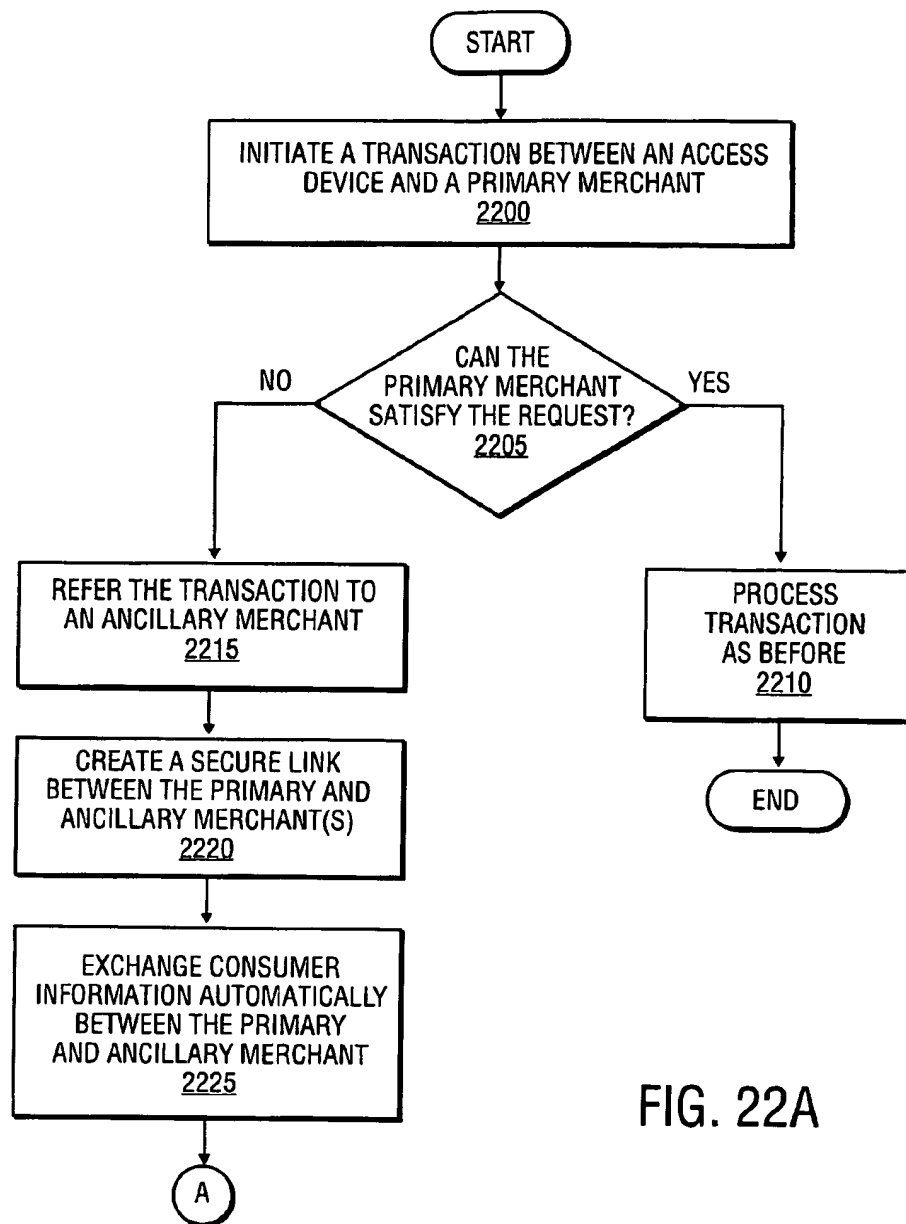 START
INITIATE A TRANSACTION BETWEEN AN ACCESS
DEVICE AND A PRIMARY MERCHANT
2200
CAN THE
PRIMARY MERCHANT
SATISFY THE REQUEST?
2205
NO
YES
REFER THE TRANSACTION TO
AN ANCILLARY MERCHANT
2215
PROCESS
TRANSACTION
AS BEFORE
2210
CREATE A SECURE LINK
BETWEEN THE PRIMARY AND
ANCILLARY MERCHANT(S)
2220
END
EXCHANGE CONSUMER
INFORMATION AUTOMATICALLY
BETWEEN THE PRIMARY
AND ANCILLARY MERCHANT
2225
A
FIG. 22A